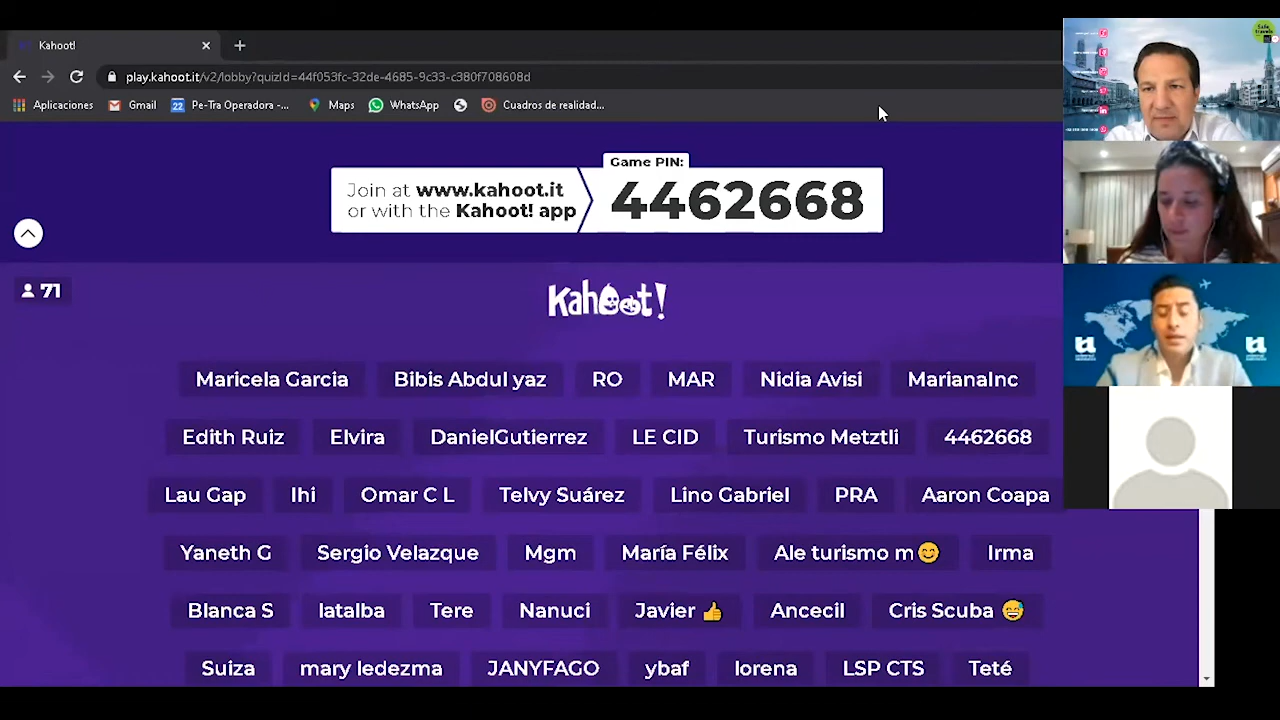 Kahoot!
play.kahoot.it/v2/lobby?quizId=44f053fc-32de-4685-9c33-c380f708608d
Aplicaciones Gmail 22 Pe-Tra Operadora -... Maps WhatsApp Cuadros de realidad...
Game PIN:
Join at www.kahoot.it
or with the Kahoot! app
4462668
71
Kahoot!
Maricela Garcia Bibis Abdul yaz RO MAR Nidia Avisi MarianaInc
Edith Ruiz Elvira DanielGutierrez LE CID Turismo Metztli 4462668
Lau Gap Ihi Omar C L Telvy Suárez Lino Gabriel PRA Aaron Coapa
Yaneth G Sergio Velazque Mgm María Félix Ale turismo m😊 Irma
Blanca S latalba Tere Nanuci Javier 👍 Ancecil Cris Scuba 😅
Suiza mary ledezma JANYFAGO ybaf lorena LSP CTS Teté
Safe
travels